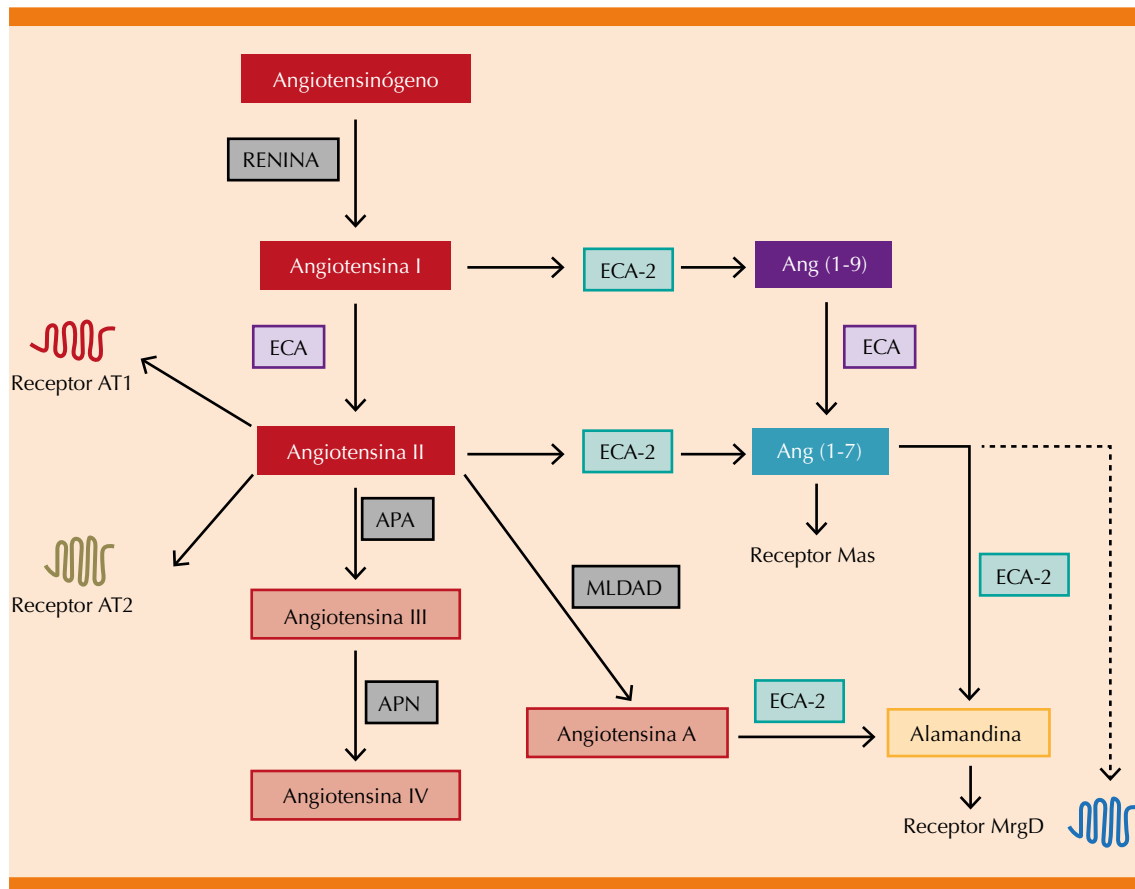 Angiotensinógeno
RENINA
Angiotensina I
ECA-2
Ang (1-9)
ECA
ECA
Receptor AT1
Angiotensina II
ECA-2
Ang (1-7)
APA
Receptor Mas
Receptor AT2
MLDAD
ECA-2
Angiotensina III
APN
ECA-2
Angiotensina A
Alamandina
Angiotensina IV
Receptor MrgD